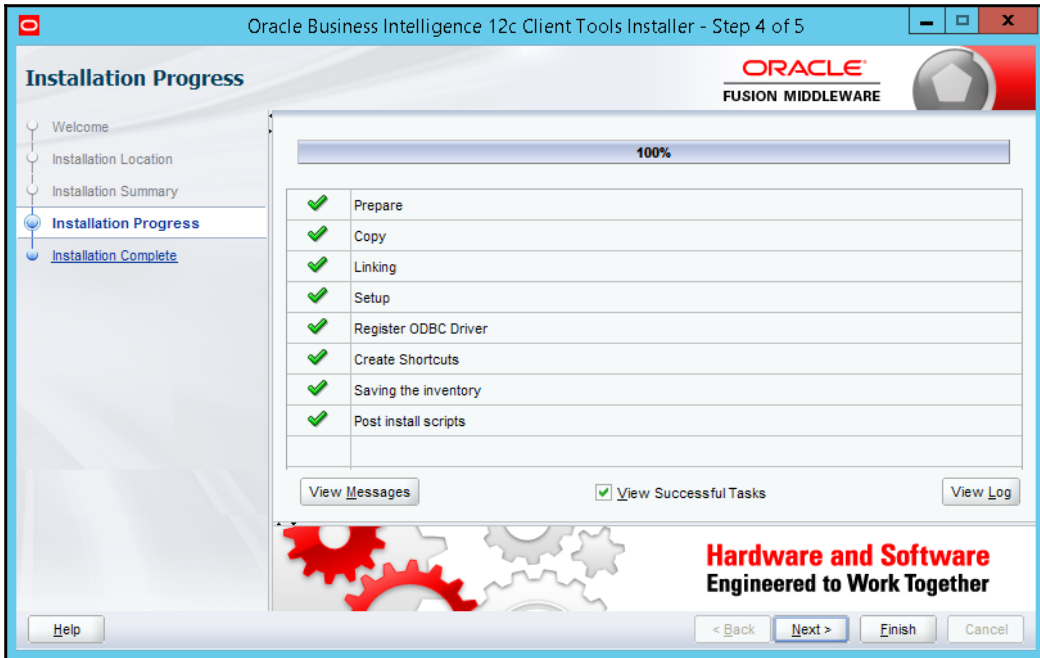 Oracle Business Intelligence 12c Client Tools Installer - Step 4 of 5
Installation Progress
ORACLE
FUSION MIDDLEWARE
Welcome
Installation Location
Installation Summary
Installation Progress
Installation Complete
100%
Prepare
Copy
Linking
Setup
Register ODBC Driver
Create Shortcuts
Saving the inventory
Post install scripts
View Messages
View Successful Tasks
View Log
Hardware and Software
Engineered to Work Together
Help
< Back
Next >
Finish
Cancel